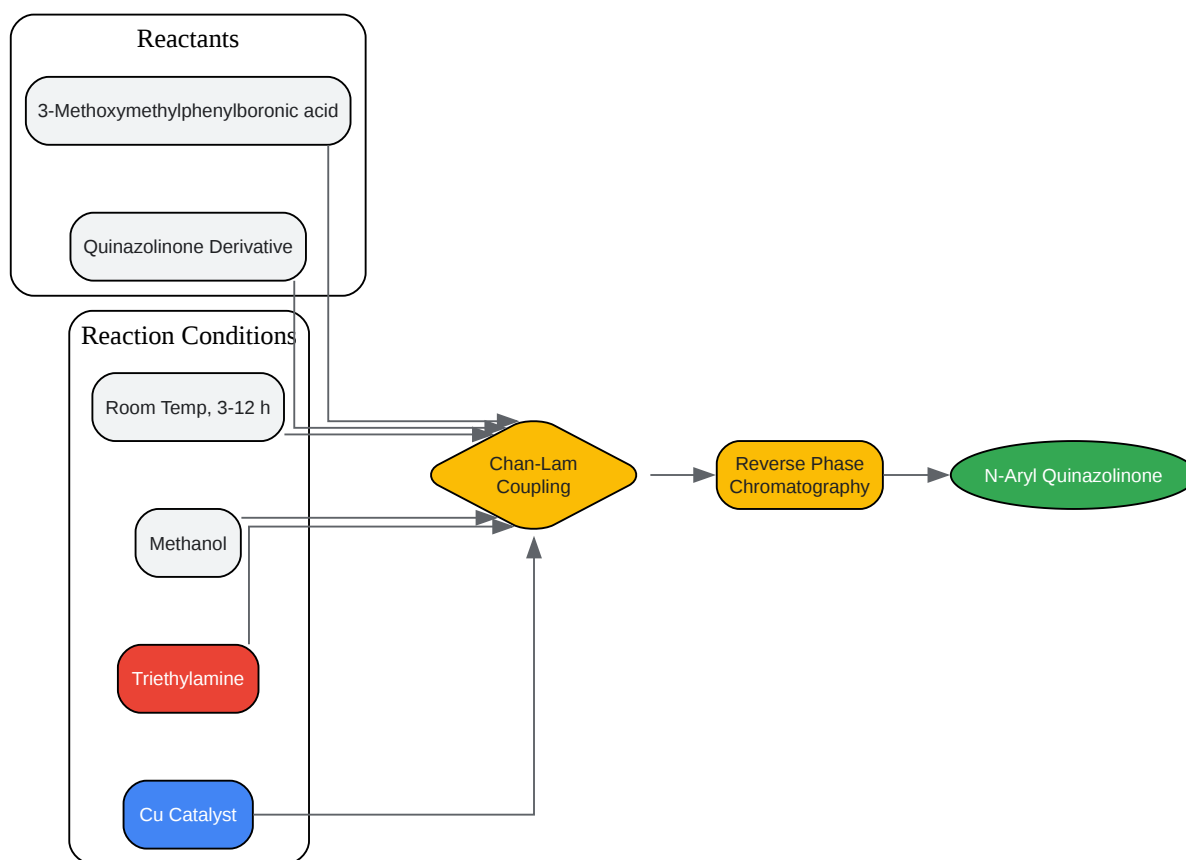 Reactants
3-Methoxymethylphenylboronic acid
Quinazolinone Derivative
Reaction Conditions
Room Temp, 3-12 h
Methanol
Triethylamine
Cu Catalyst
Chan-Lam
Coupling
Reverse Phase
Chromatography
N-Aryl Quinazolinone